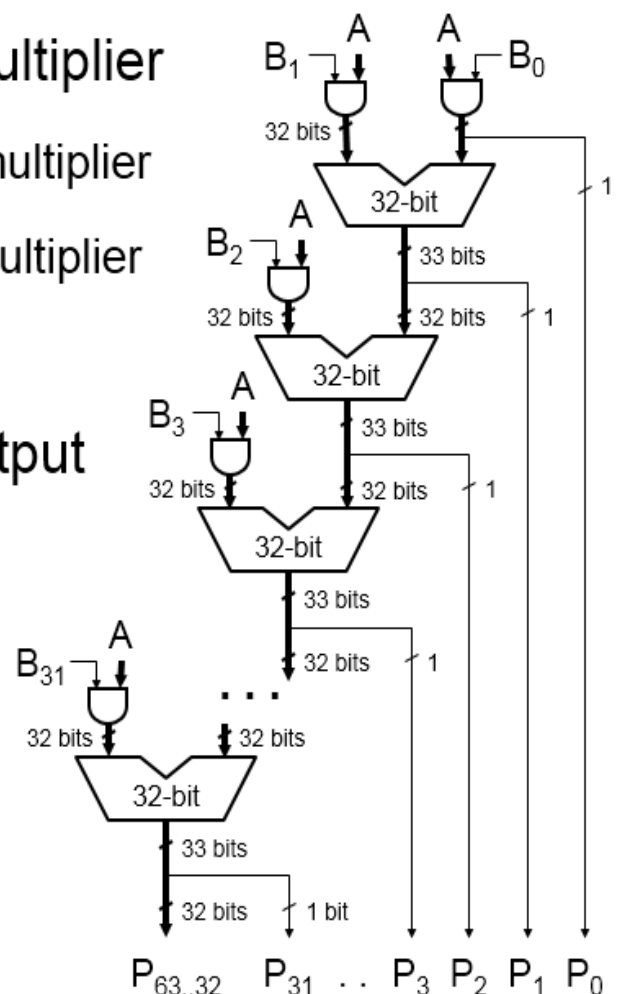 A A
B₁ B₀
ultiplier
32 bits
multiplier
32-bit
1
A
B₂
ultiplier
33 bits
32 bits 32 bits 1
32-bit
A
B₃
33 bits
tput
32 bits 32 bits 1
32-bit
33 bits
A
B₃₁
32 bits 1
. . .
32 bits 32 bits
32-bit
33 bits
32 bits 1 bit
P₆₃..₃₂ P₃₁ . . P₃ P₂ P₁ P₀